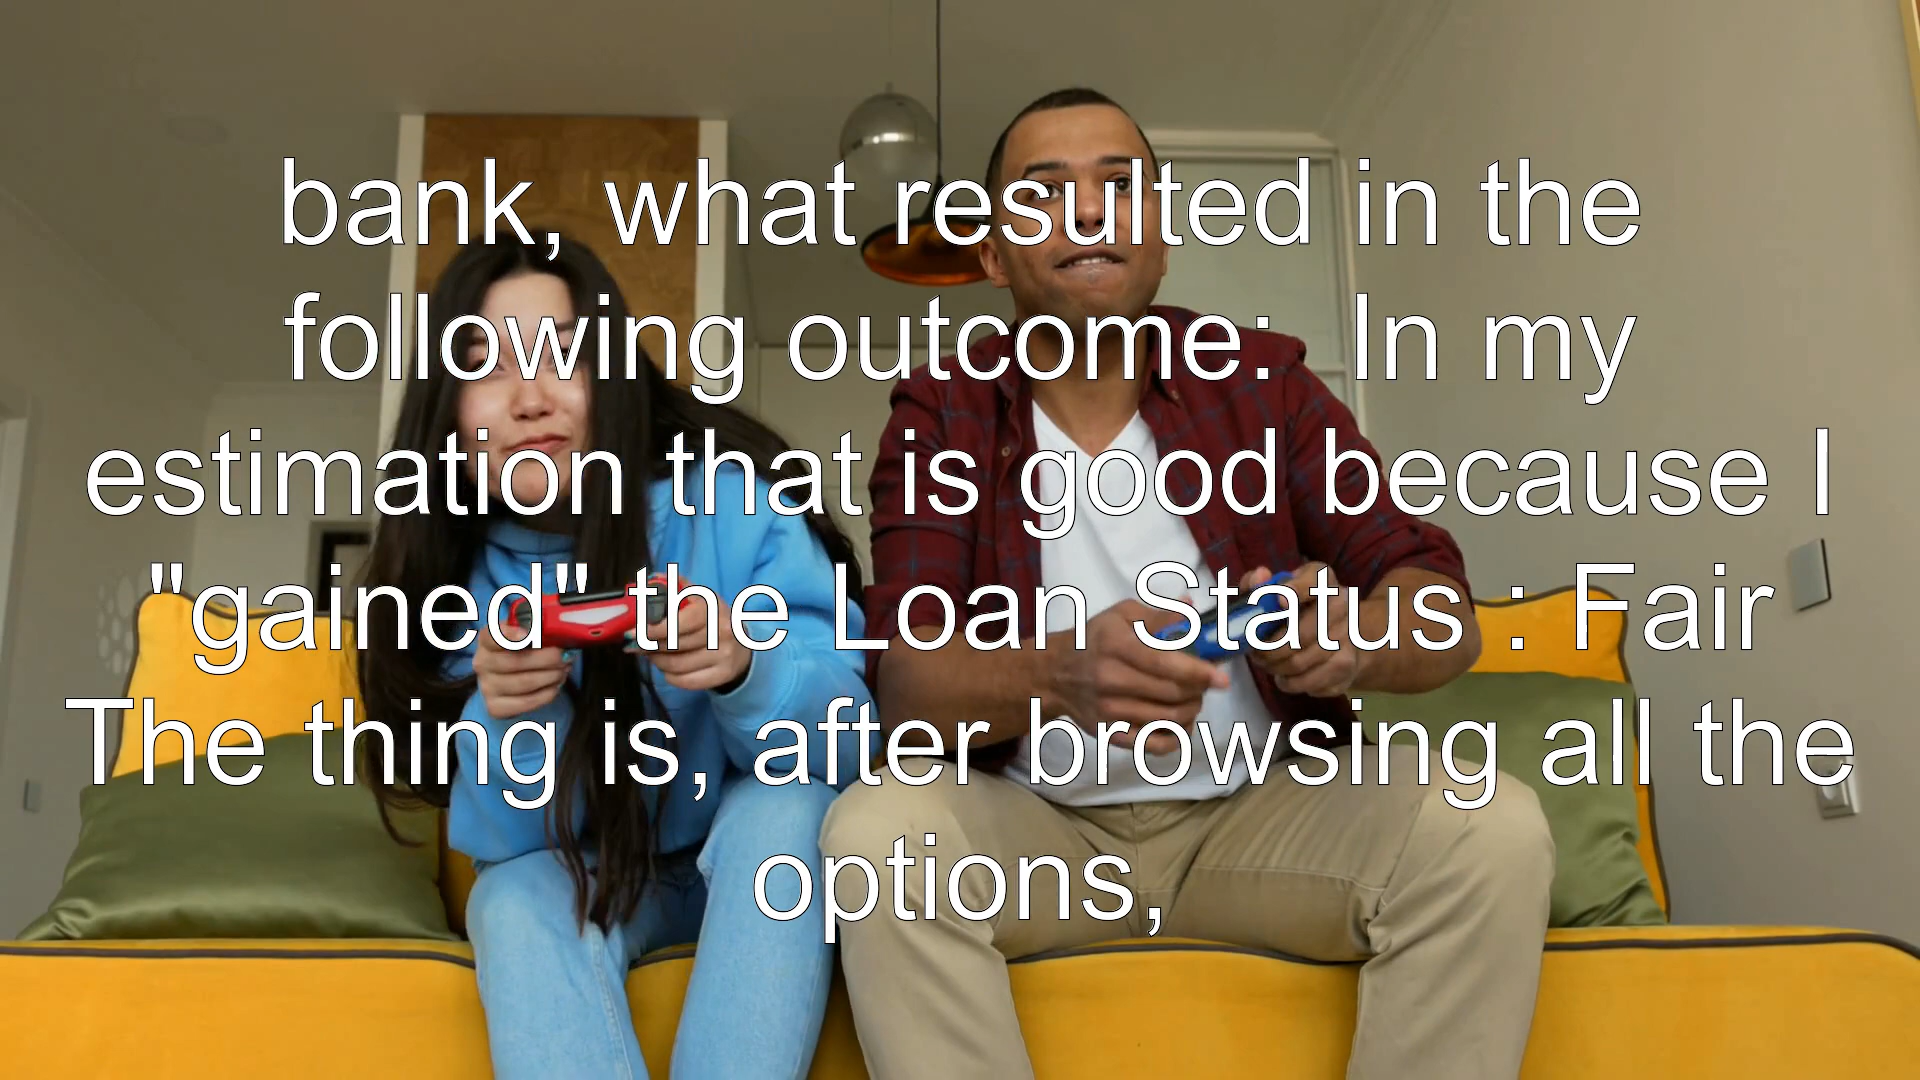 bank, what resulted in the
following outcome:  In my
estimation that is good because I
"gained" the Loan Status : Fair
The thing is, after browsing all the
options,